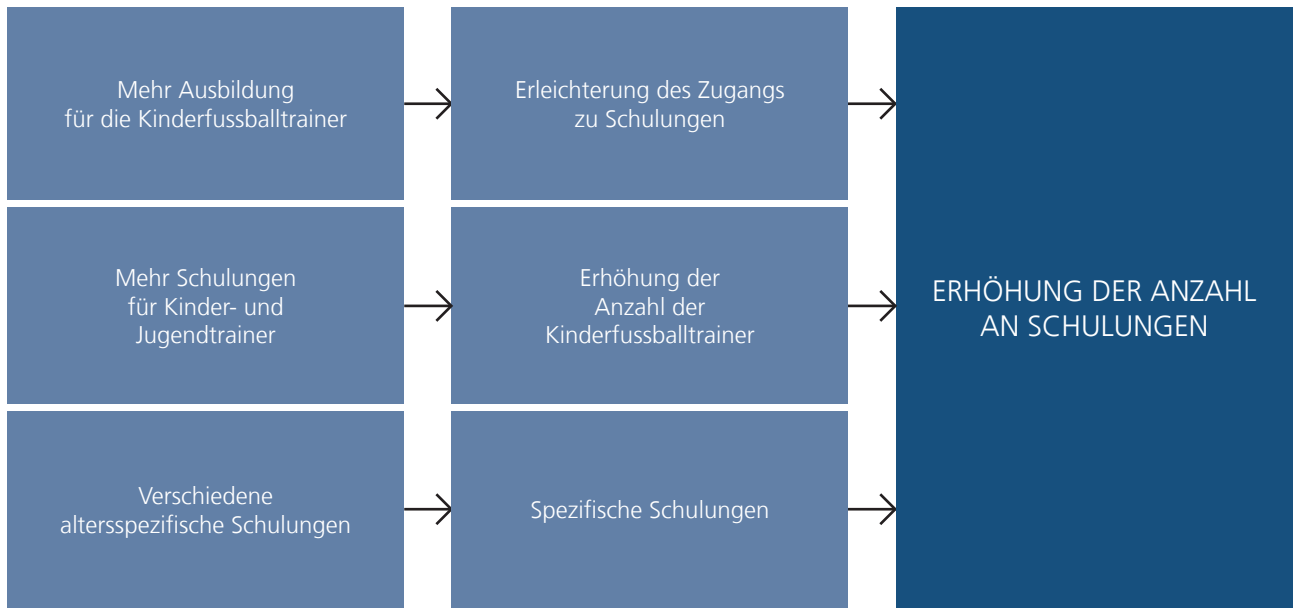 Mehr Ausbildung
für die Kinderfussballtrainer
Erleichterung des Zugangs
zu Schulungen
Mehr Schulungen
für Kinder- und
Jugendtrainer
Erhöhung der
Anzahl der
Kinderfussballtrainer
Verschiedene
altersspezifische Schulungen
Spezifische Schulungen
ERHÖHUNG DER ANZAHL
AN SCHULUNGEN